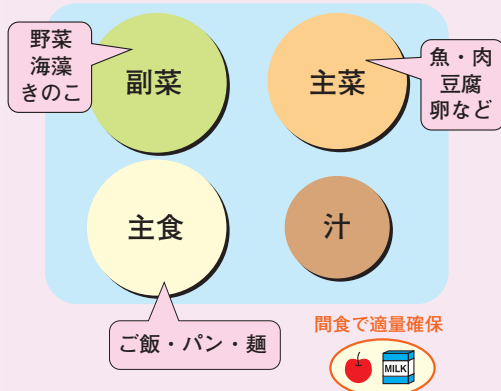 野菜
海藻
きのこ
副菜
主菜
魚・肉
豆腐
卵など
主食
汁
ご飯・パン・麺
間食で適量確保
MILK